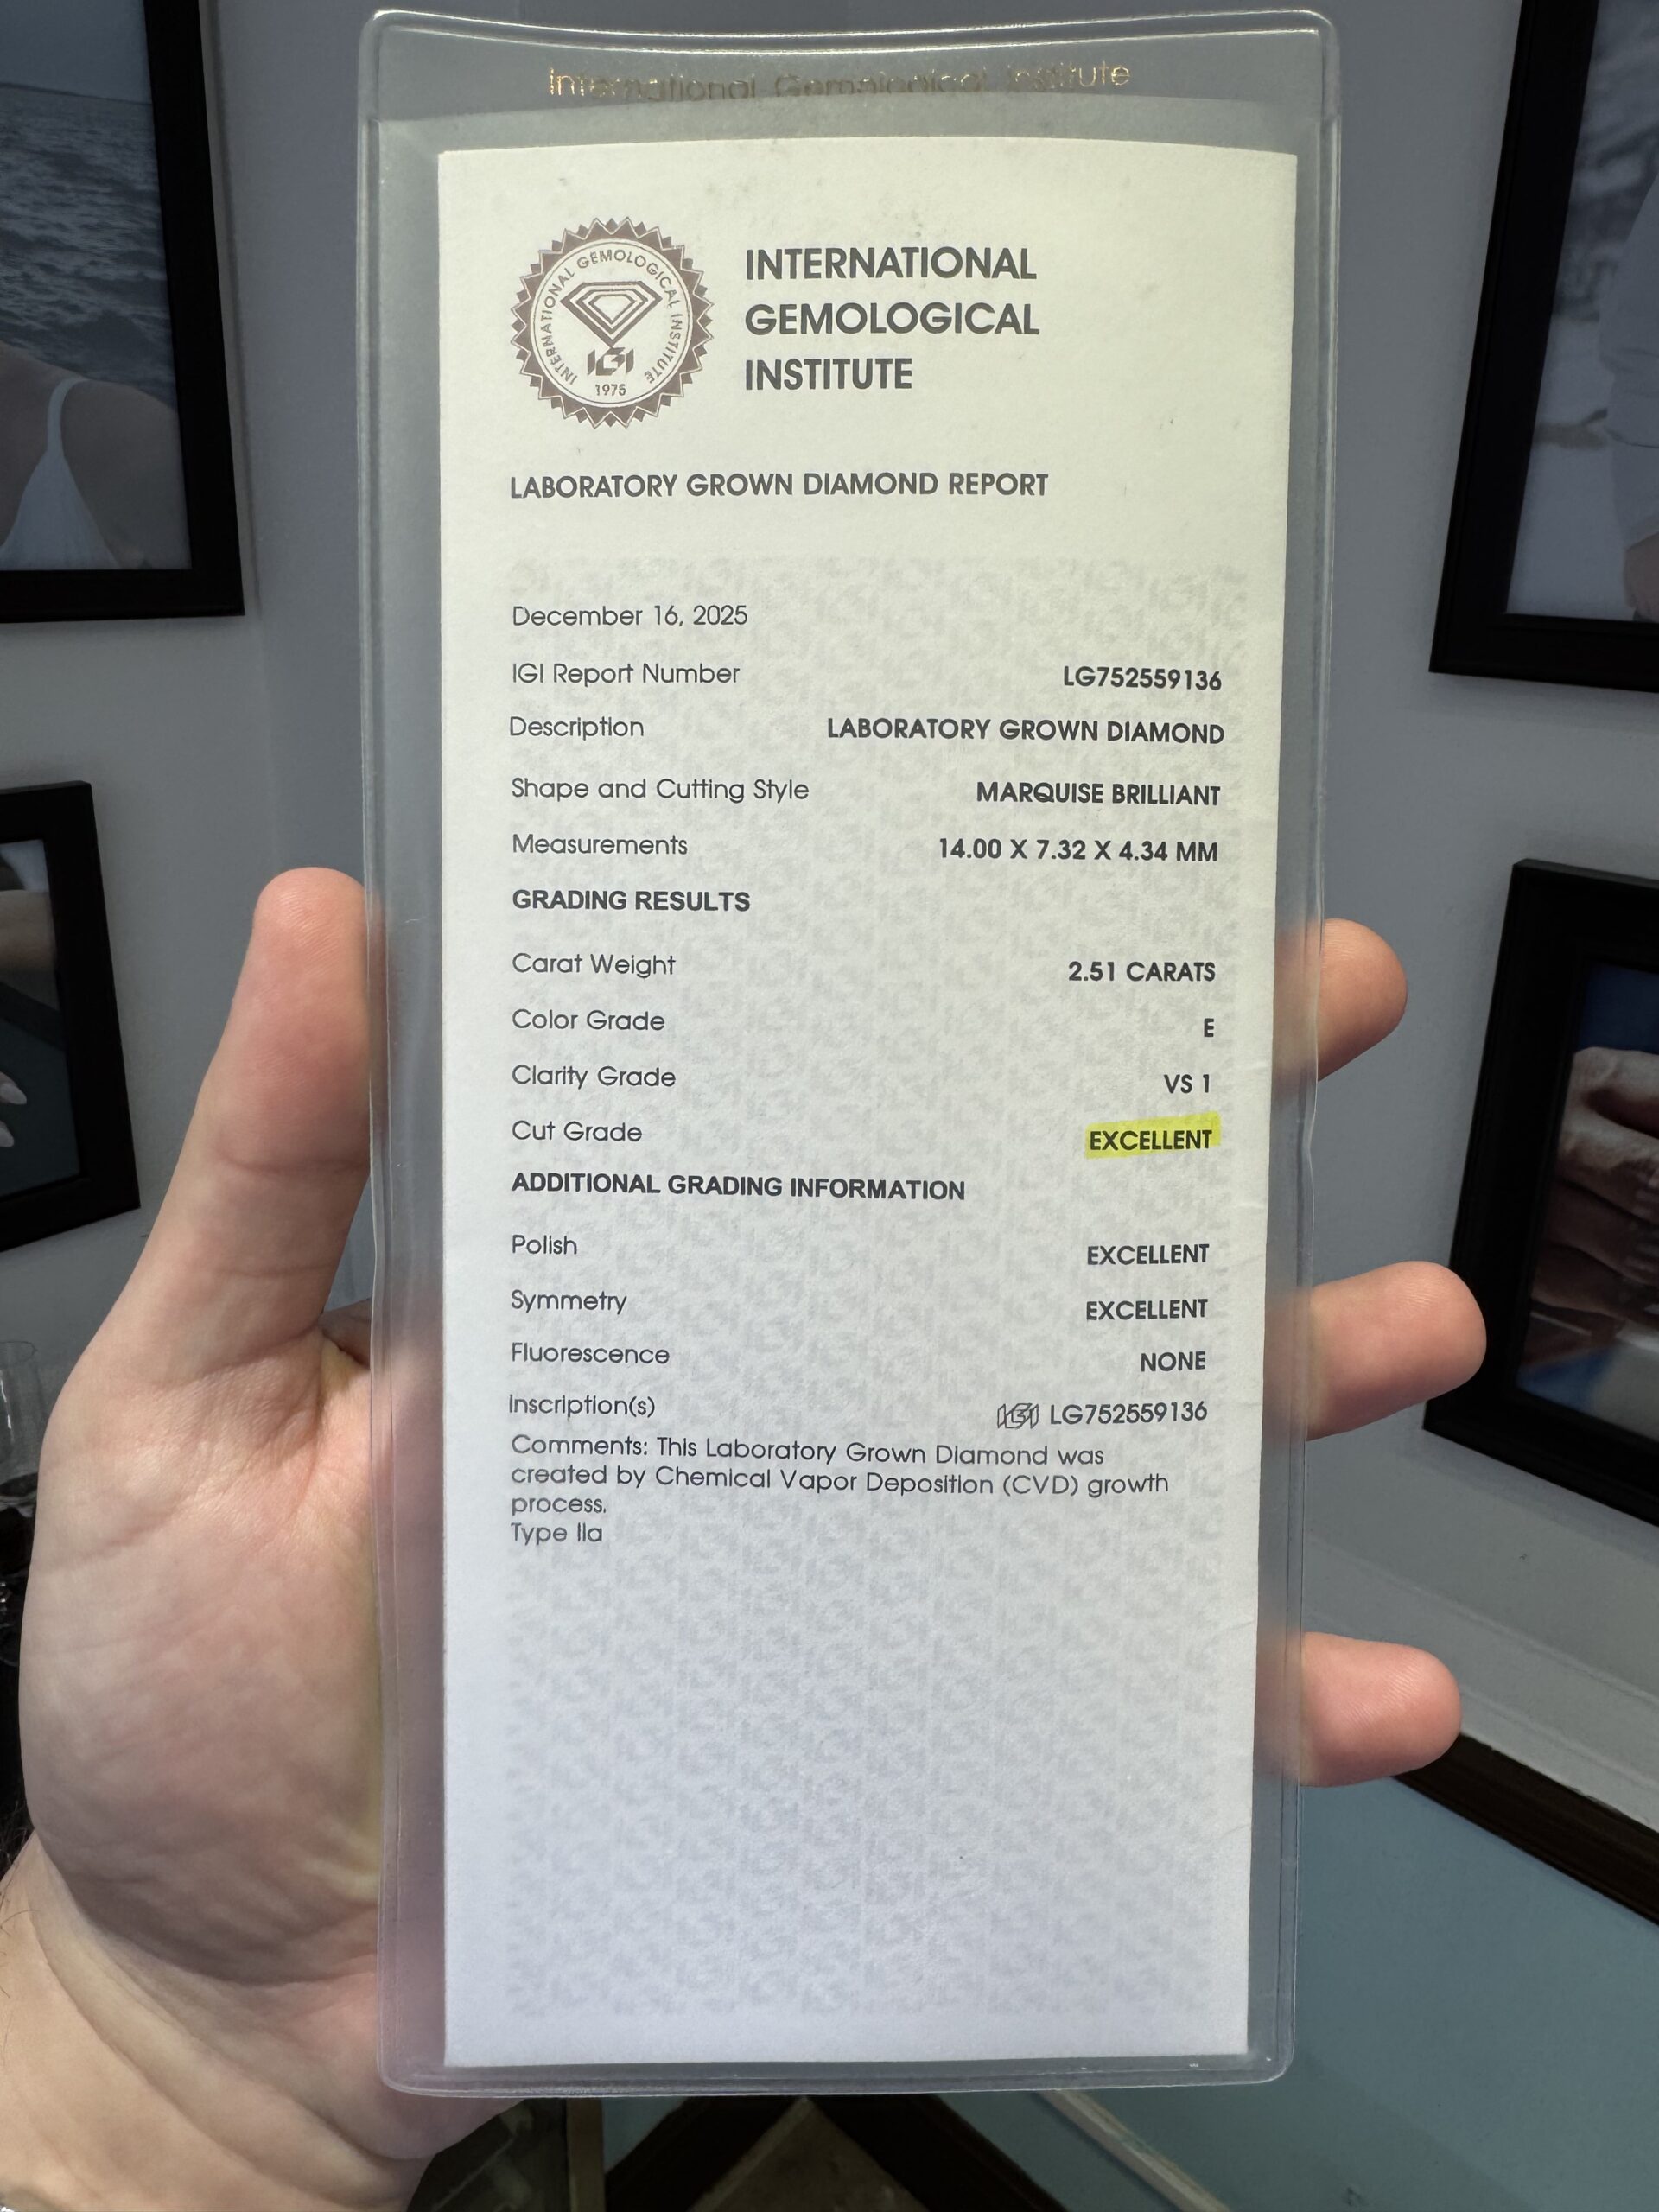 International Gemological Institute
INTERNATIONAL GEMOLOGICAL INSTITUTE
IGI
1975
INTERNATIONAL
GEMOLOGICAL
INSTITUTE
LABORATORY GROWN DIAMOND REPORT
December 16, 2025
IGI Report Number LG752559136
Description LABORATORY GROWN DIAMOND
Shape and Cutting Style MARQUISE BRILLIANT
Measurements 14.00 X 7.32 X 4.34 MM
GRADING RESULTS
Carat Weight 2.51 CARATS
Color Grade E
Clarity Grade VS 1
Cut Grade EXCELLENT
ADDITIONAL GRADING INFORMATION
Polish EXCELLENT
Symmetry EXCELLENT
Fluorescence NONE
Inscription(s) IGI LG752559136
Comments: This Laboratory Grown Diamond was
created by Chemical Vapor Deposition (CVD) growth
process.
Type IIa